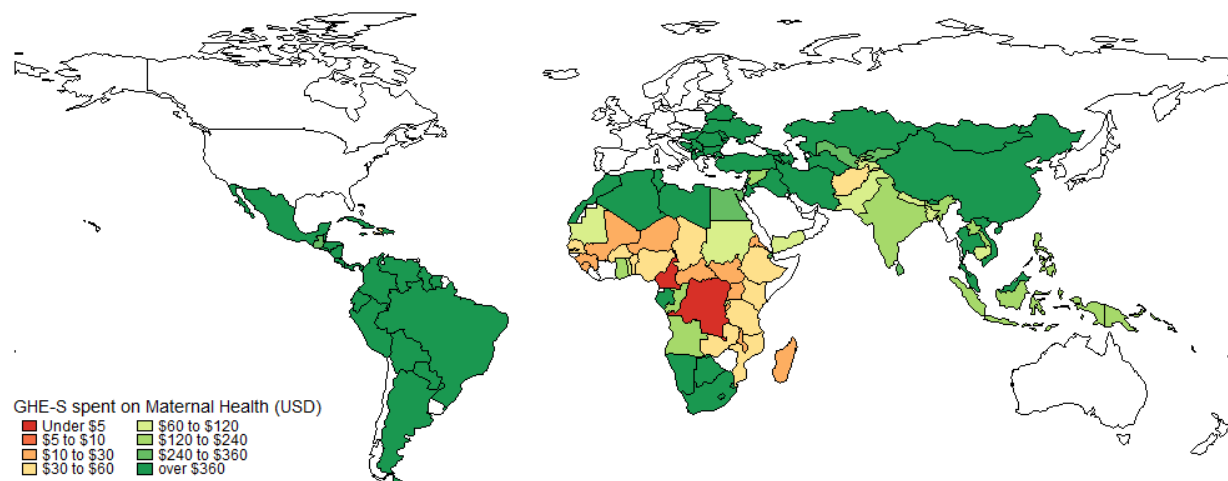 GHE-S spent on Maternal Health (USD)
Under $5
$5 to $10
$10 to $30
$30 to $60
$60 to $120
$120 to $240
$240 to $360
over $360